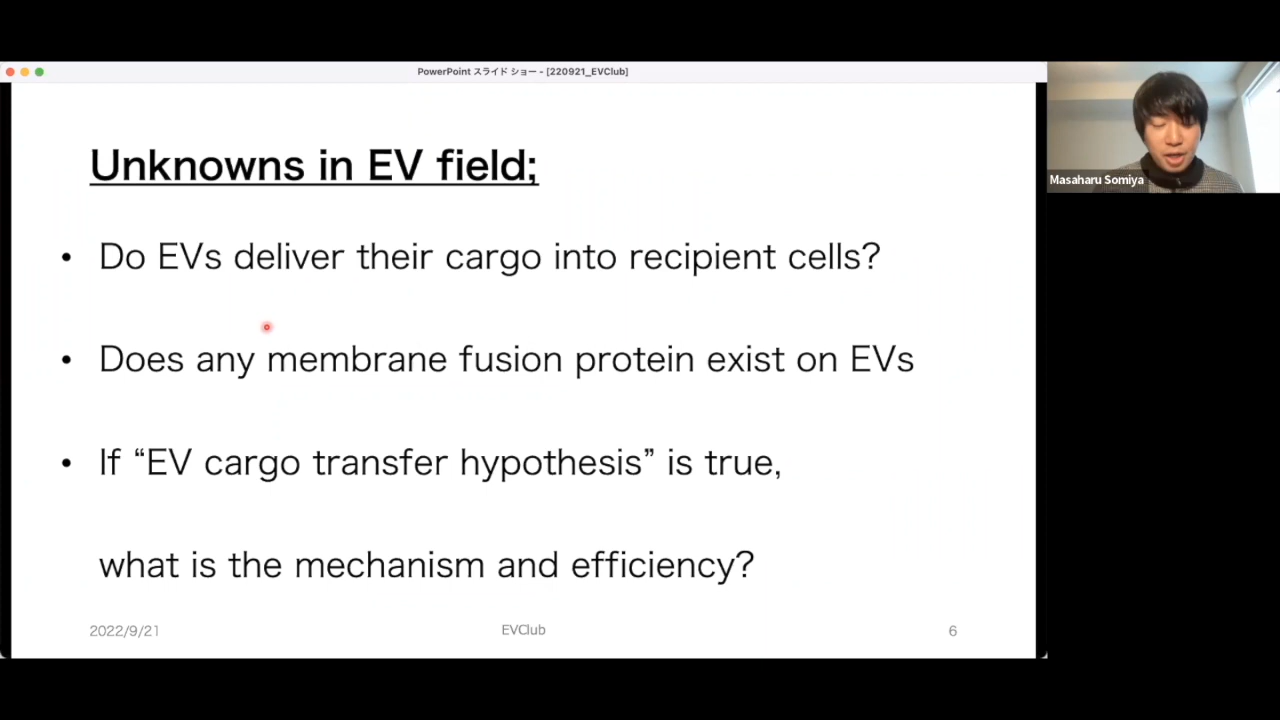 PowerPoint スライド ショー - [220921_EVClub]
Unknowns in EV field;
• Do EVs deliver their cargo into recipient cells?
• Does any membrane fusion protein exist on EVs
• If “EV cargo transfer hypothesis” is true,
what is the mechanism and efficiency?
2022/9/21
EVClub
6
Masaharu Somiya